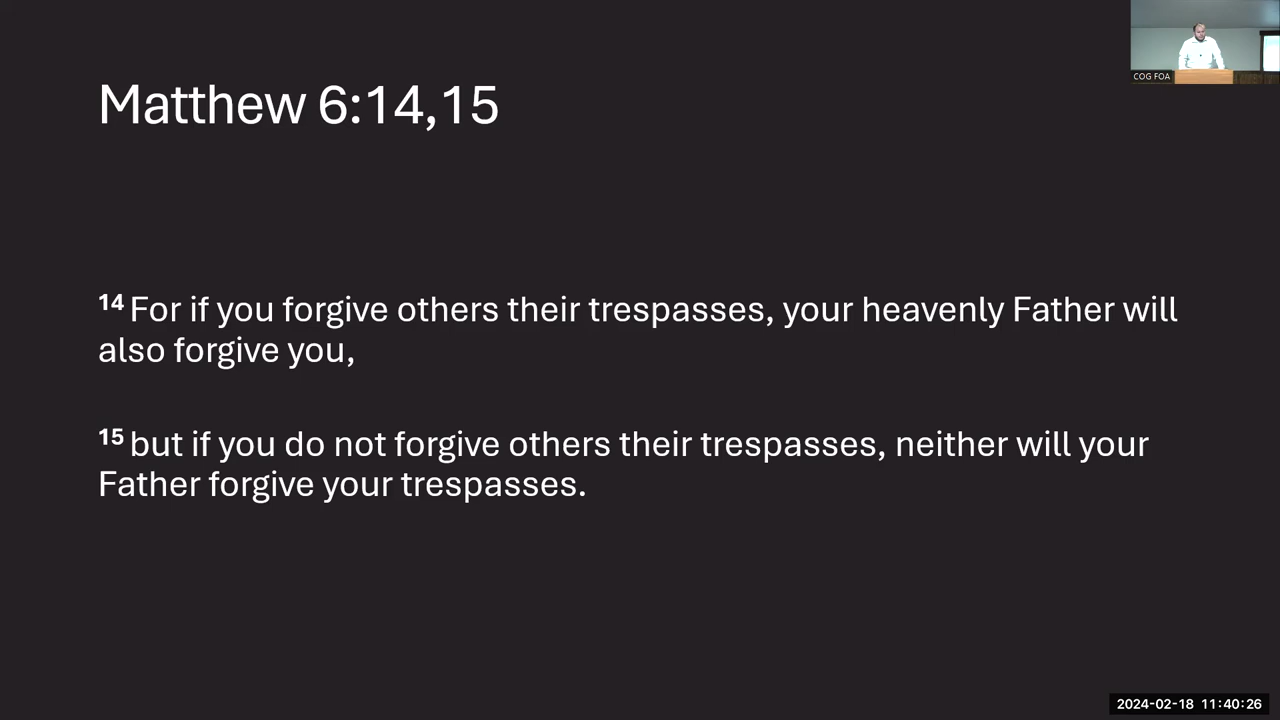 COG FOA
Matthew 6:14,15
14 For if you forgive others their trespasses, your heavenly Father will
also forgive you,
15 but if you do not forgive others their trespasses, neither will your
Father forgive your trespasses.
2024-02-18 11:40:26